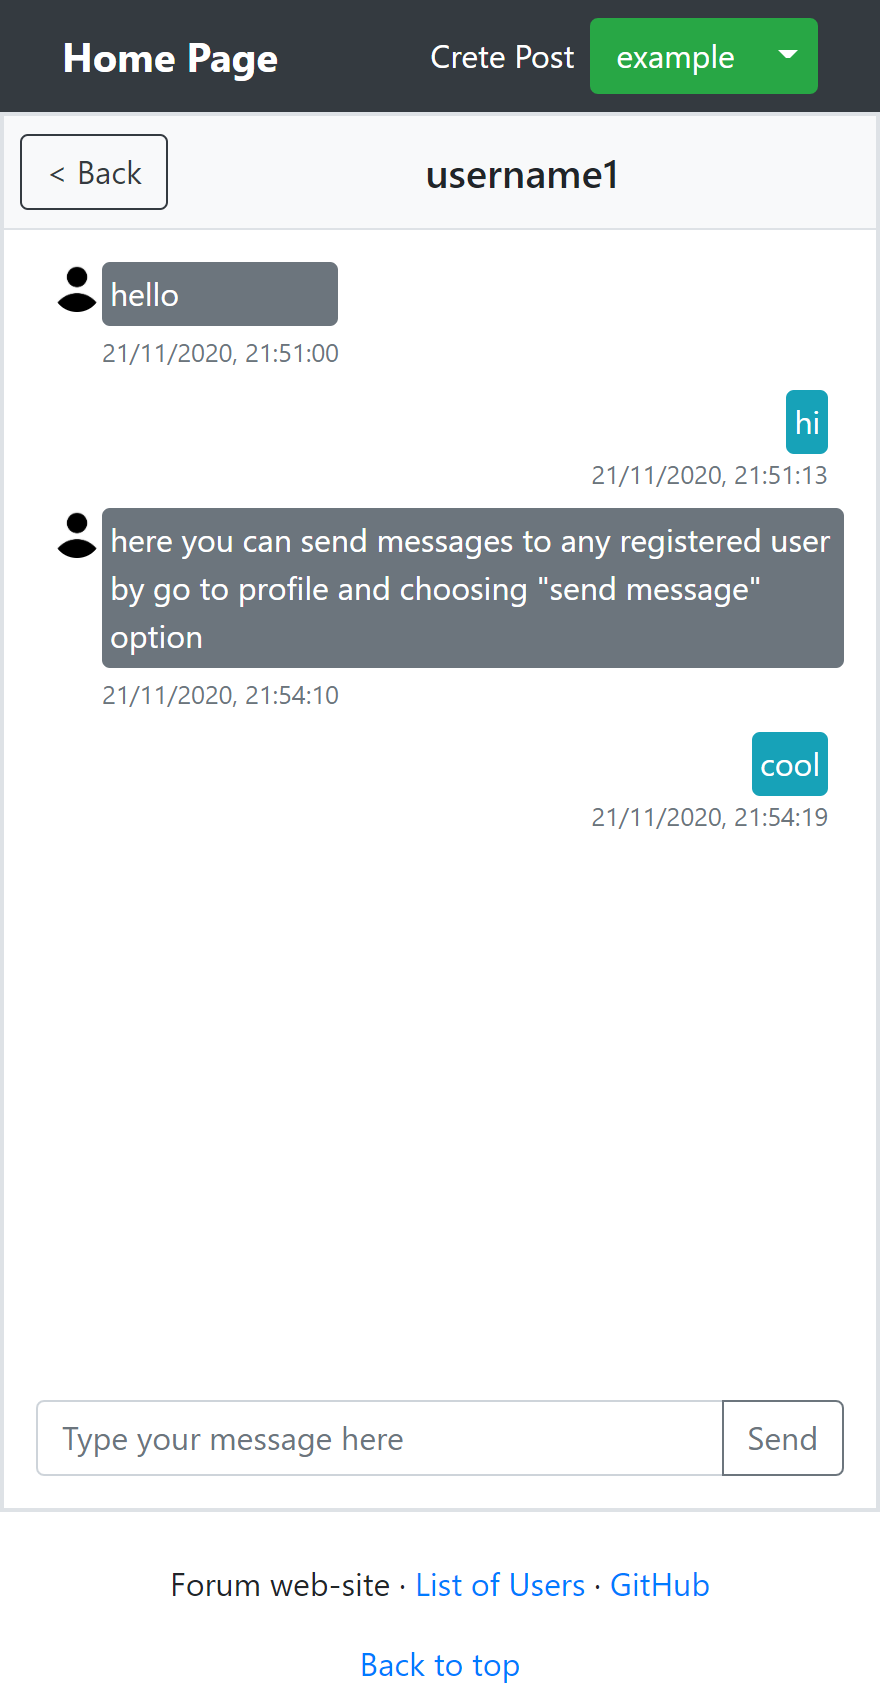 Home Page
Crete Post
example
< Back
username1
hello
21/11/2020, 21:51:00
hi
21/11/2020, 21:51:13
here you can send messages to any registered user
by go to profile and choosing "send message"
option
21/11/2020, 21:54:10
cool
21/11/2020, 21:54:19
Type your message here
Send
Forum web-site · List of Users · GitHub
Back to top